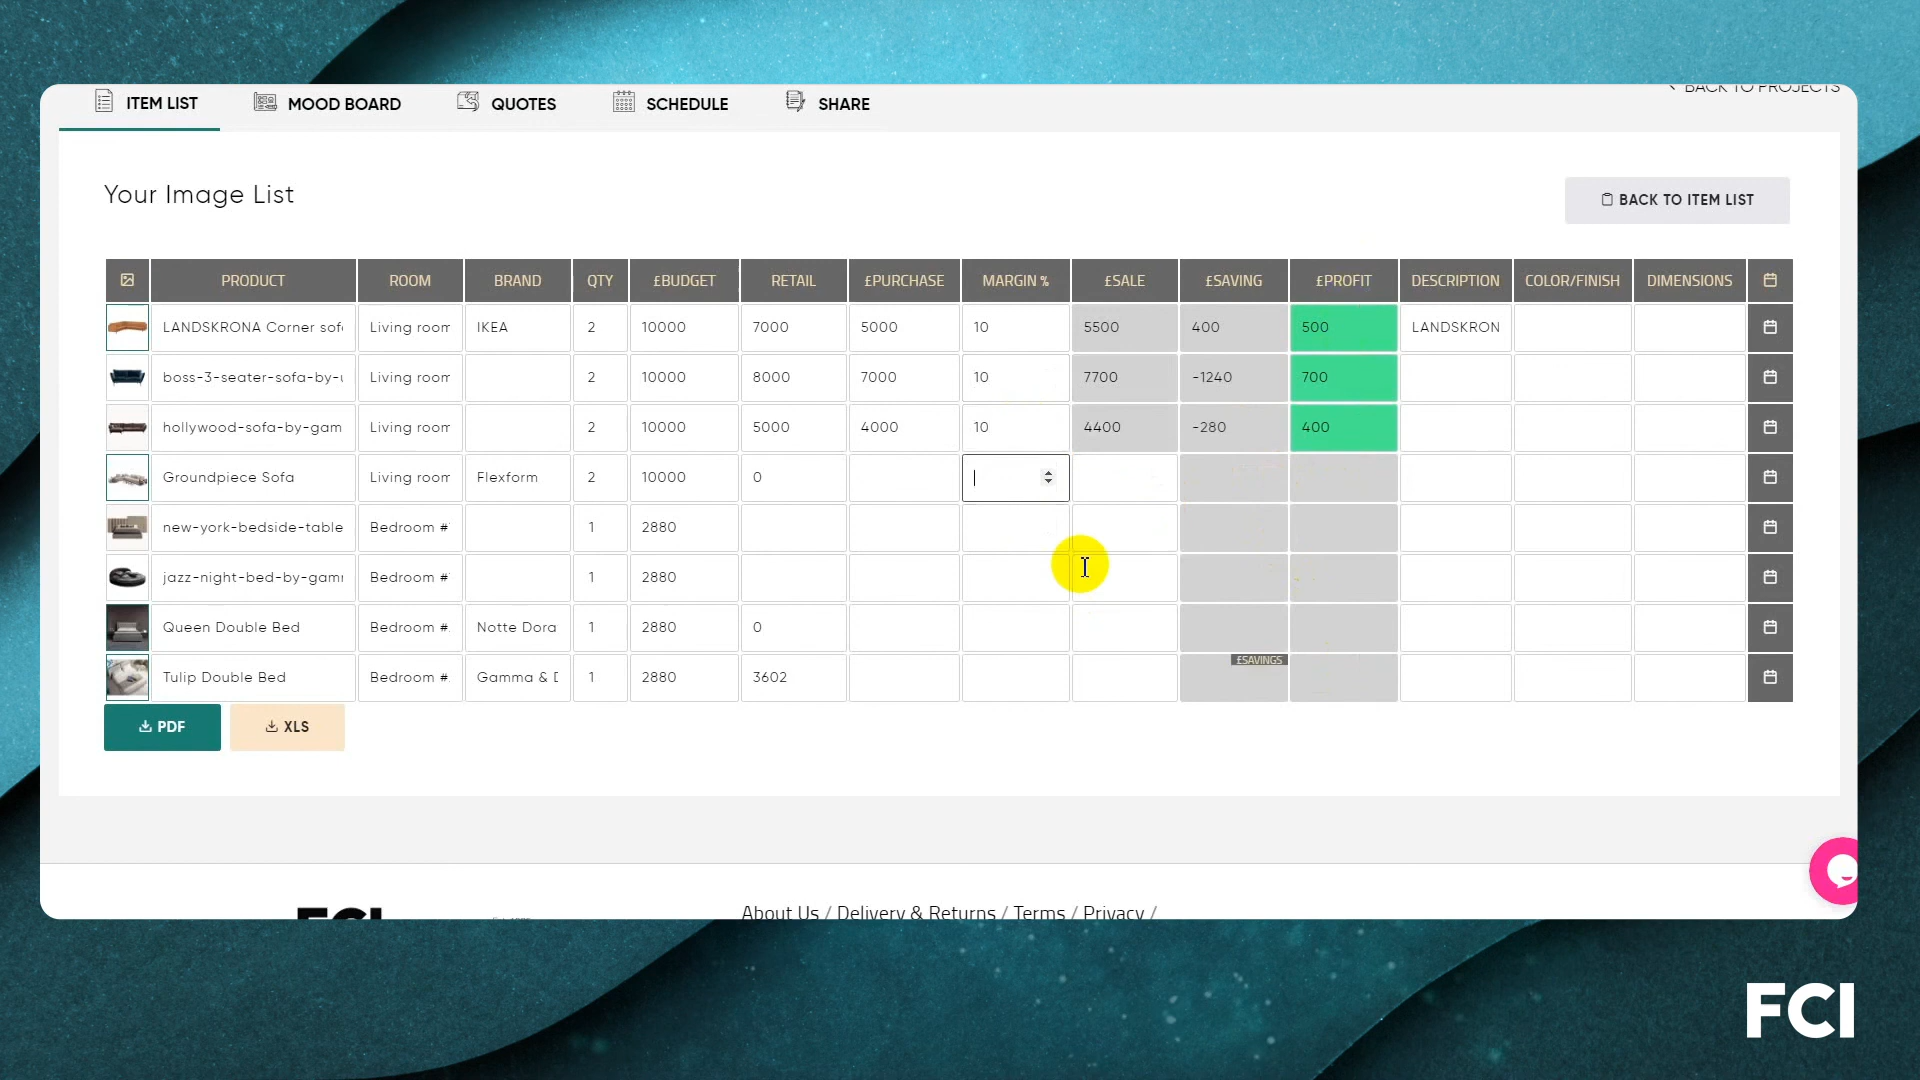 BACK TO PROJECTS
ITEM LIST MOOD BOARD QUOTES SCHEDULE SHARE
Your Image List
BACK TO ITEM LIST
PRODUCT ROOM BRAND QTY £BUDGET RETAIL £PURCHASE MARGIN % £SALE £SAVING £PROFIT DESCRIPTION COLOR/FINISH DIMENSIONS
LANDSKRONA Corner sof Living room IKEA 2 10000 7000 5000 10 5500 400 500 LANDSKRON
boss-3-seater-sofa-by-u Living room 2 10000 8000 7000 10 7700 -1240 700
hollywood-sofa-by-gam Living room 2 10000 5000 4000 10 4400 -280 400
Groundpiece Sofa Living room Flexform 2 10000 0
new-york-bedside-table Bedroom # 1 2880
jazz-night-bed-by-gam Bedroom # 1 2880
Queen Double Bed Bedroom # Notte Dora 1 2880 0
£SAVINGS
Tulip Double Bed Bedroom # Gamma & D 1 2880 3602
PDF XLS
About Us / Delivery & Returns / Terms / Privacy /
FCI
FCI